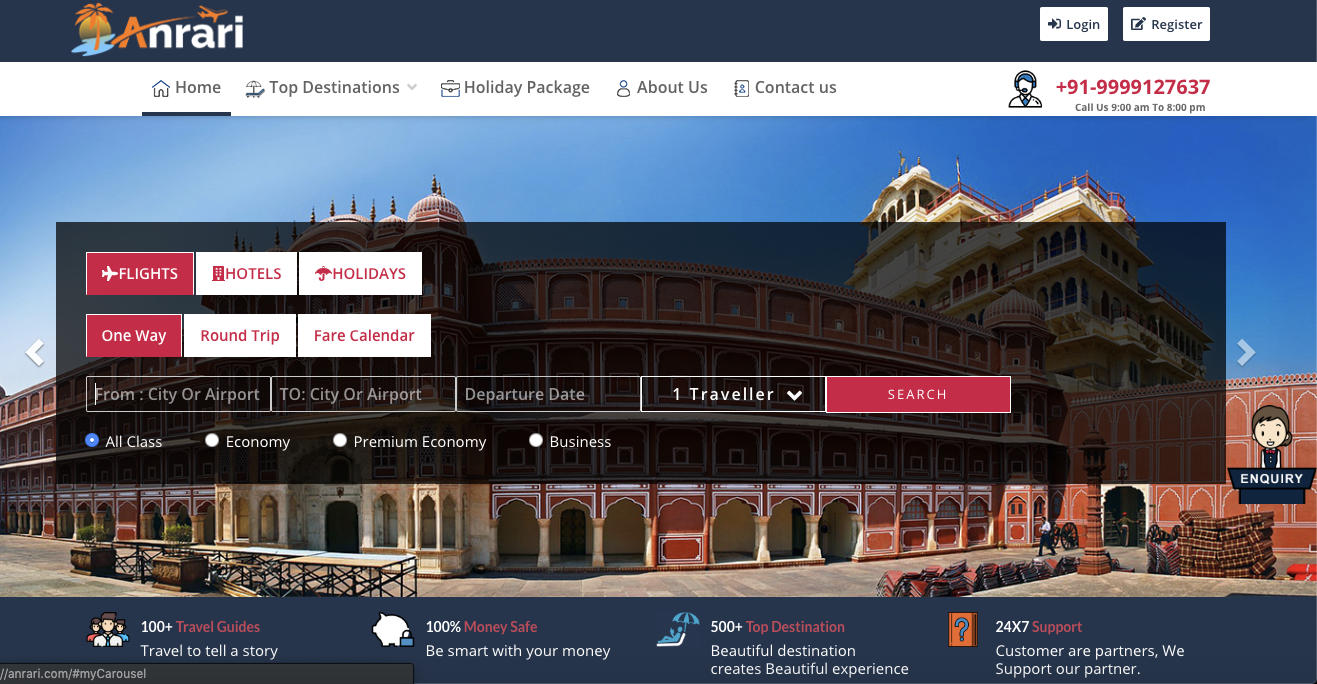 Anrari
Login
Register
Home
Top Destinations
Holiday Package
About Us
Contact us
+91-9999127637
Call Us 9:00 am To 8:00 pm
FLIGHTS
HOTELS
HOLIDAYS
One Way
Round Trip
Fare Calendar
From : City Or Airport
TO: City Or Airport
Departure Date
1 Traveller
SEARCH
All Class
Economy
Premium Economy
Business
ENQUIRY
100+ Travel Guides
Travel to tell a story
100% Money Safe
Be smart with your money
500+ Top Destination
Beautiful destination
creates Beautiful experience
24X7 Support
Customer are partners, We
Support our partner.
//anrari.com/#myCarousel